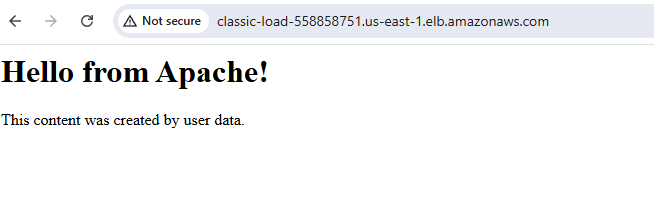 Not secure classic-load-558858751.us-east-1.elb.amazonaws.com
Hello from Apache!
This content was created by user data.